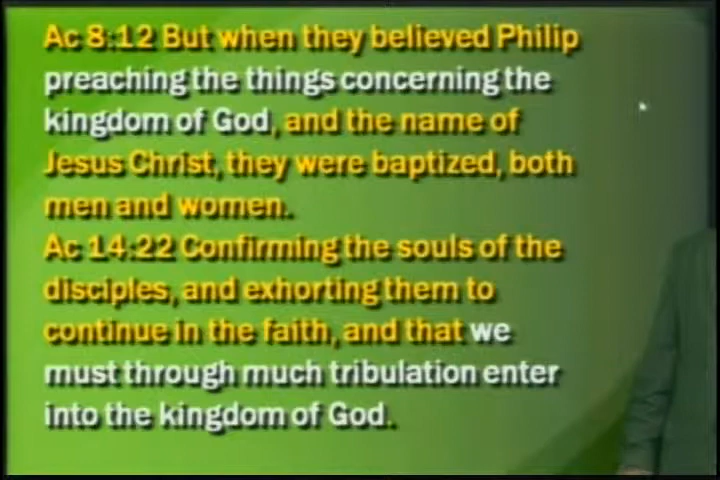 Ac 8:12 But when they believed Philip
preaching the things concerning the
kingdom of God, and the name of
Jesus Christ, they were baptized, both
men and women.
Ac 14:22 Confirming the souls of the
disciples, and exhorting them to
continue in the faith, and that we
must through much tribulation enter
into the kingdom of God.